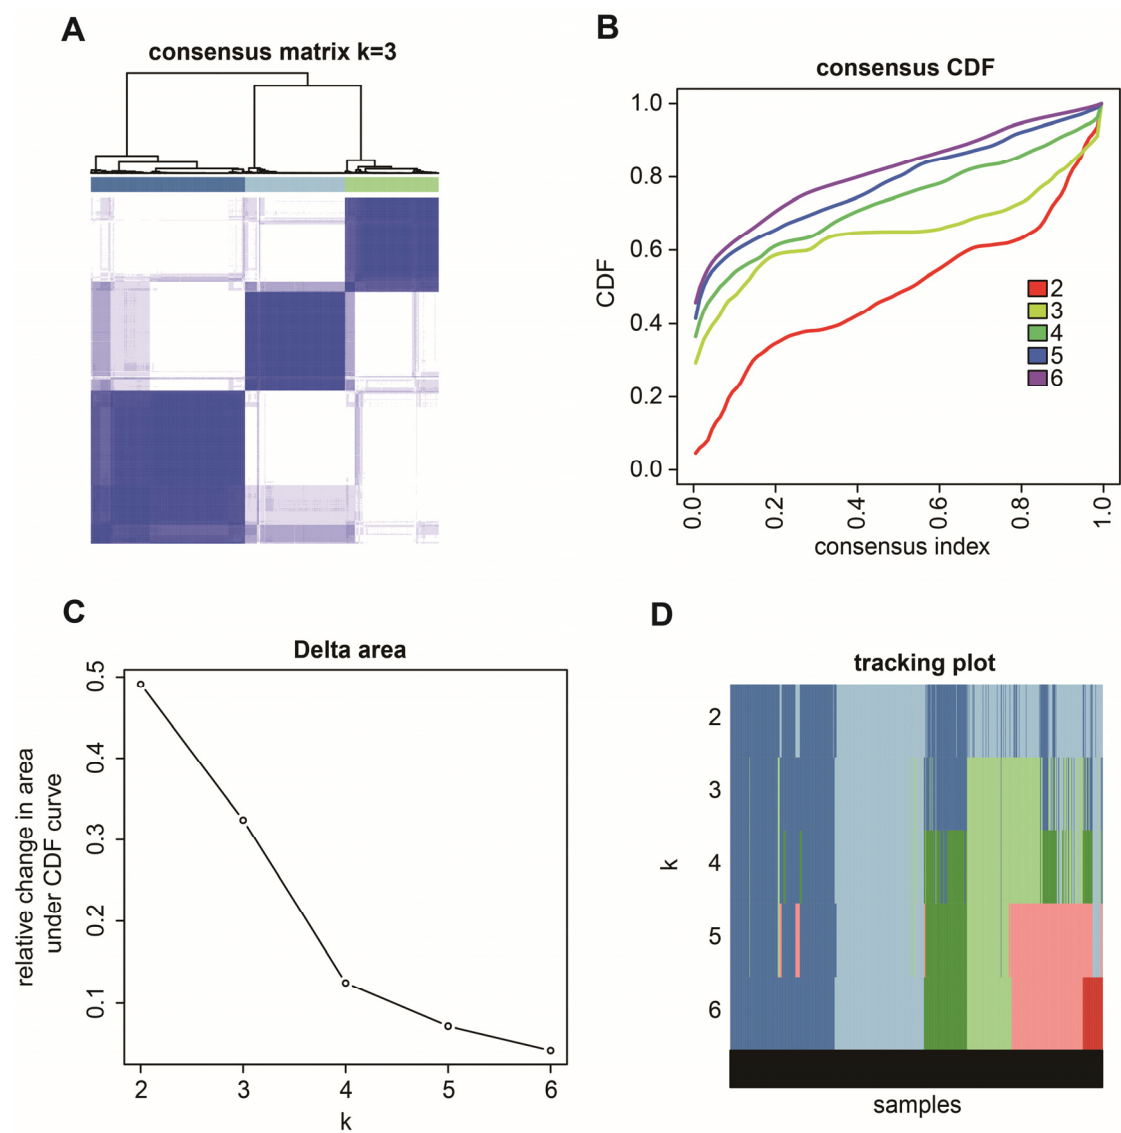 A
consensus matrix k=3
B
consensus CDF
CDF
1.0
0.8
0.6
0.4
0.2
0.0
2
3
4
5
6
0.0 0.2 0.4 0.6 0.8 1.0
consensus index
C
Delta area
relative change in area
under CDF curve
0.5
0.4
0.3
0.2
0.1
2 3 4 5 6
k
D
tracking plot
k
2
3
4
5
6
samples